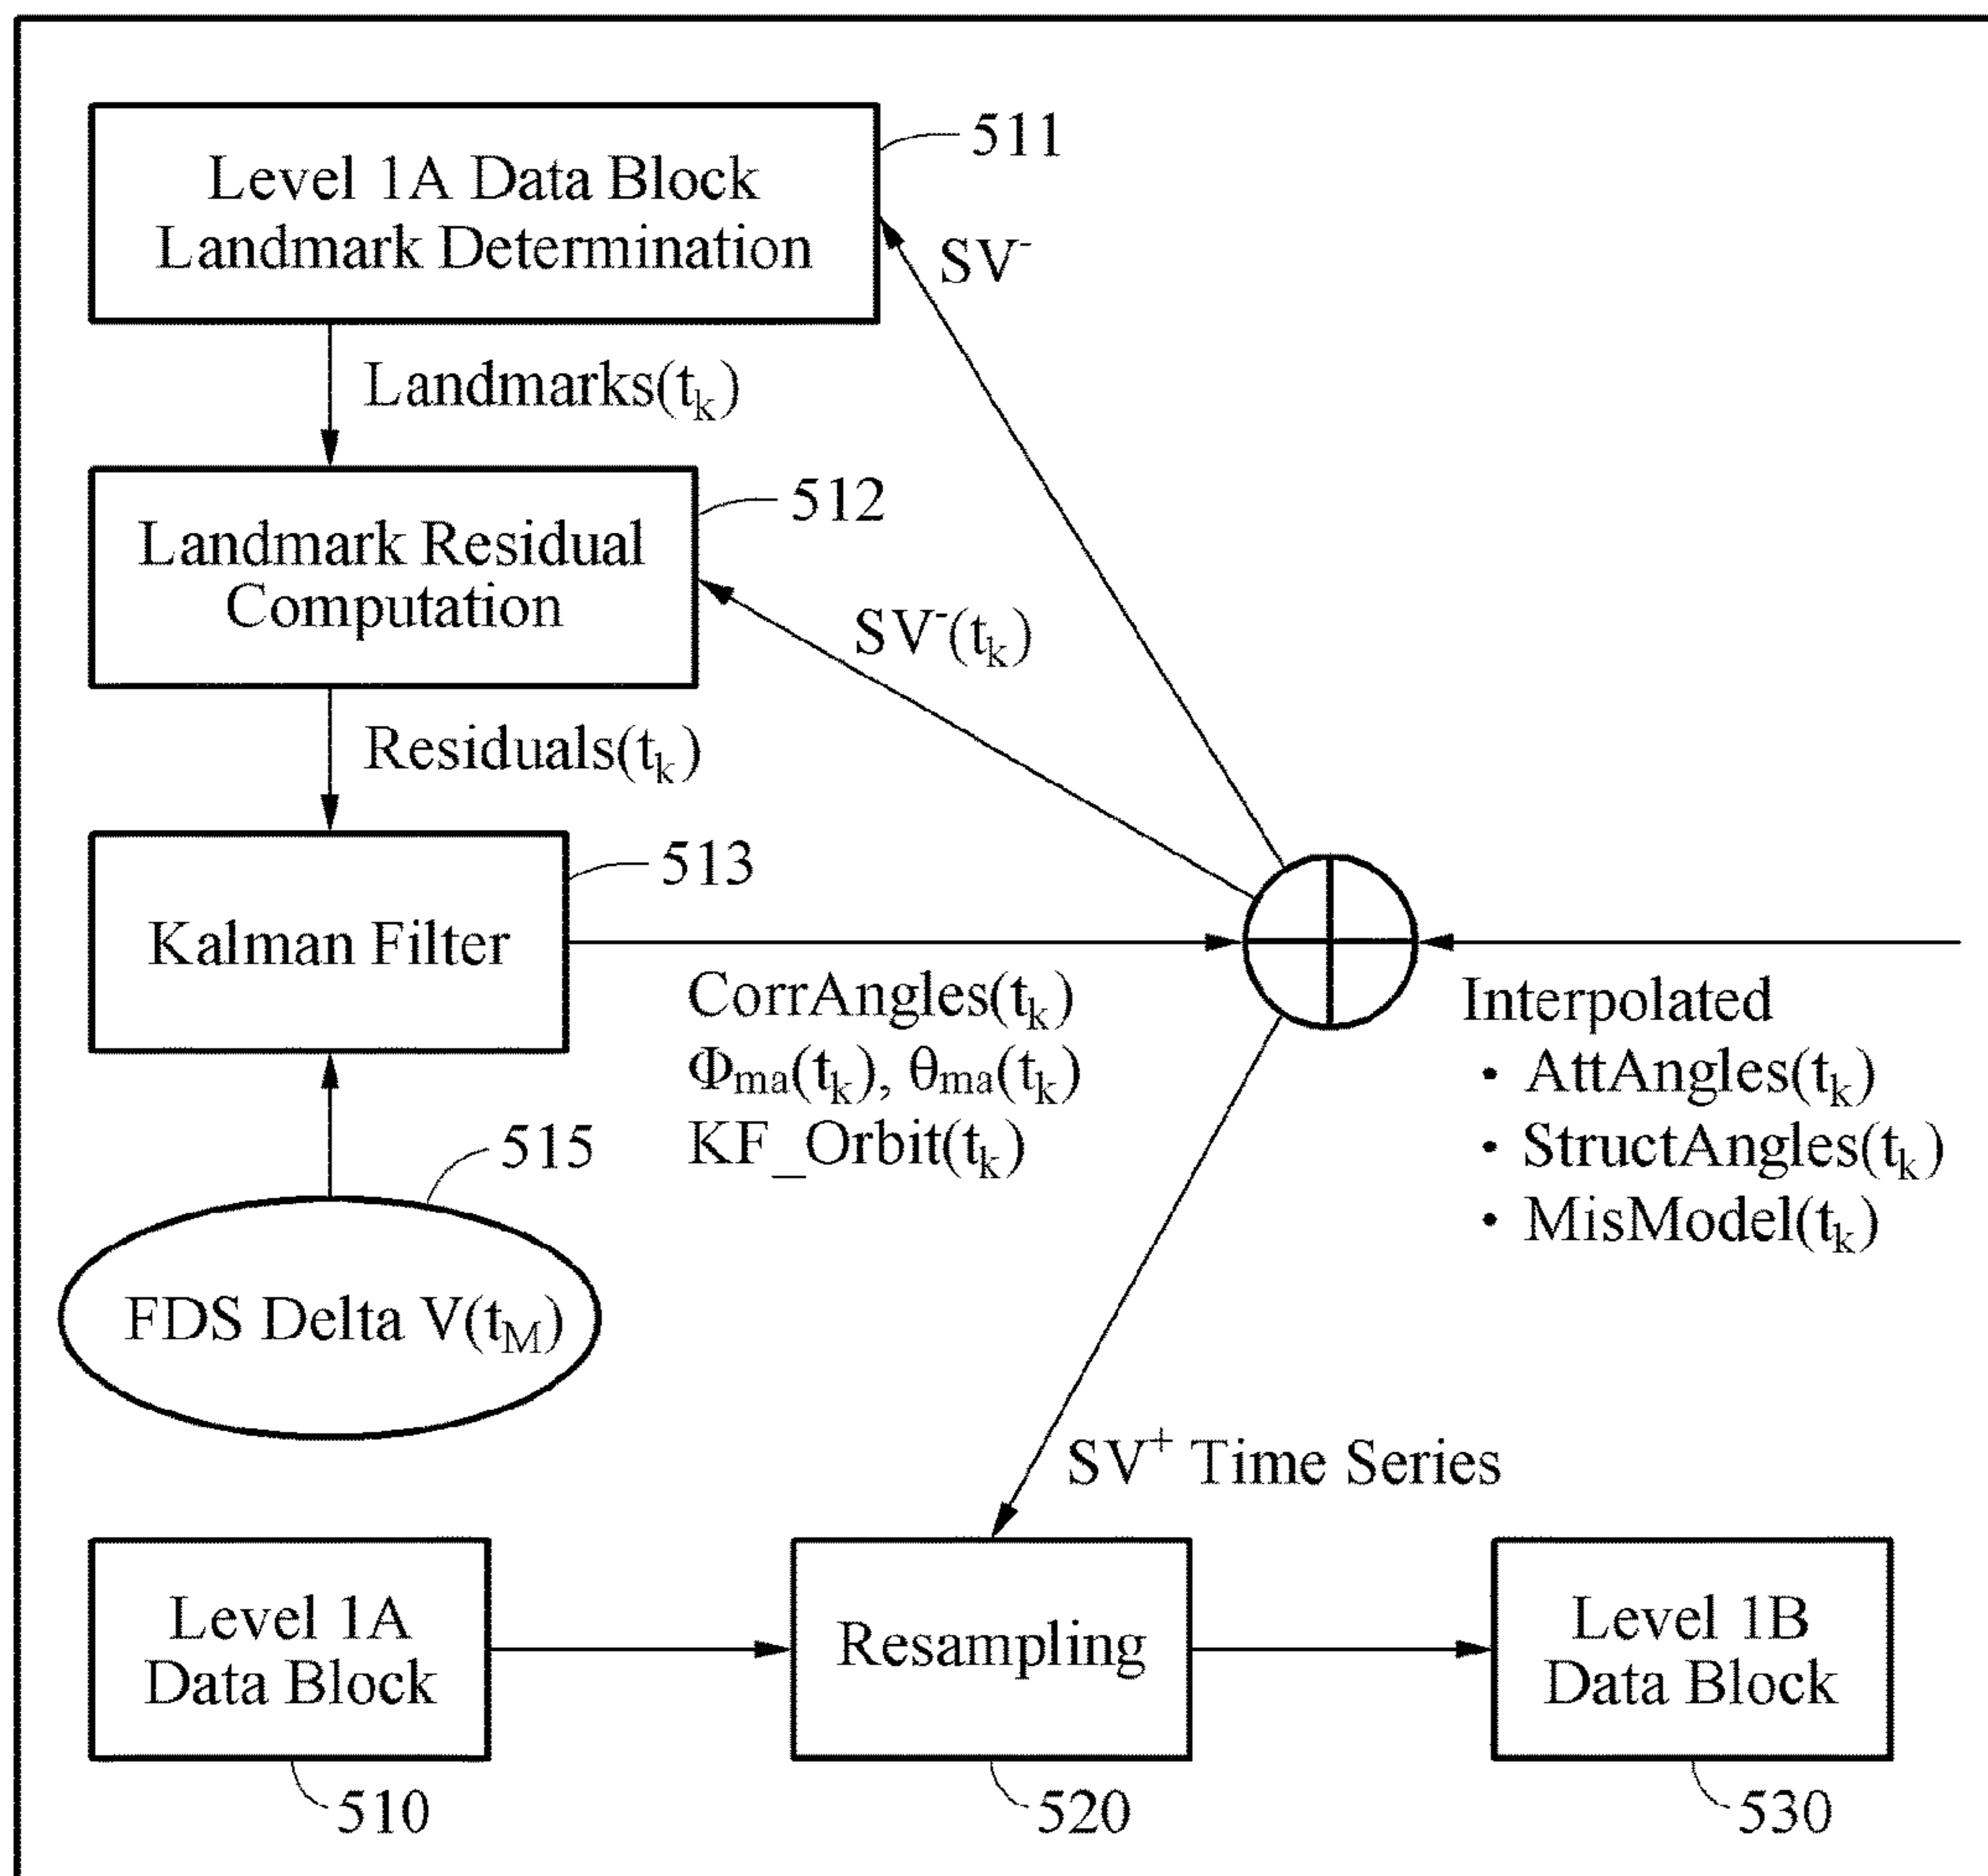 511
Level 1A Data Block
Landmark Determination
SV⁻
Landmarks(tₖ)
512
Landmark Residual
Computation
SV⁻(tₖ)
Residuals(tₖ)
513
Kalman Filter
CorrAngles(tₖ)
Φma(tₖ), θma(tₖ)
KF_Orbit(tₖ)
Interpolated
· AttAngles(tₖ)
· StructAngles(tₖ)
· MisModel(tₖ)
515
FDS Delta V(t_M)
SV⁺ Time Series
Level 1A
Data Block
Resampling
Level 1B
Data Block
510
520
530